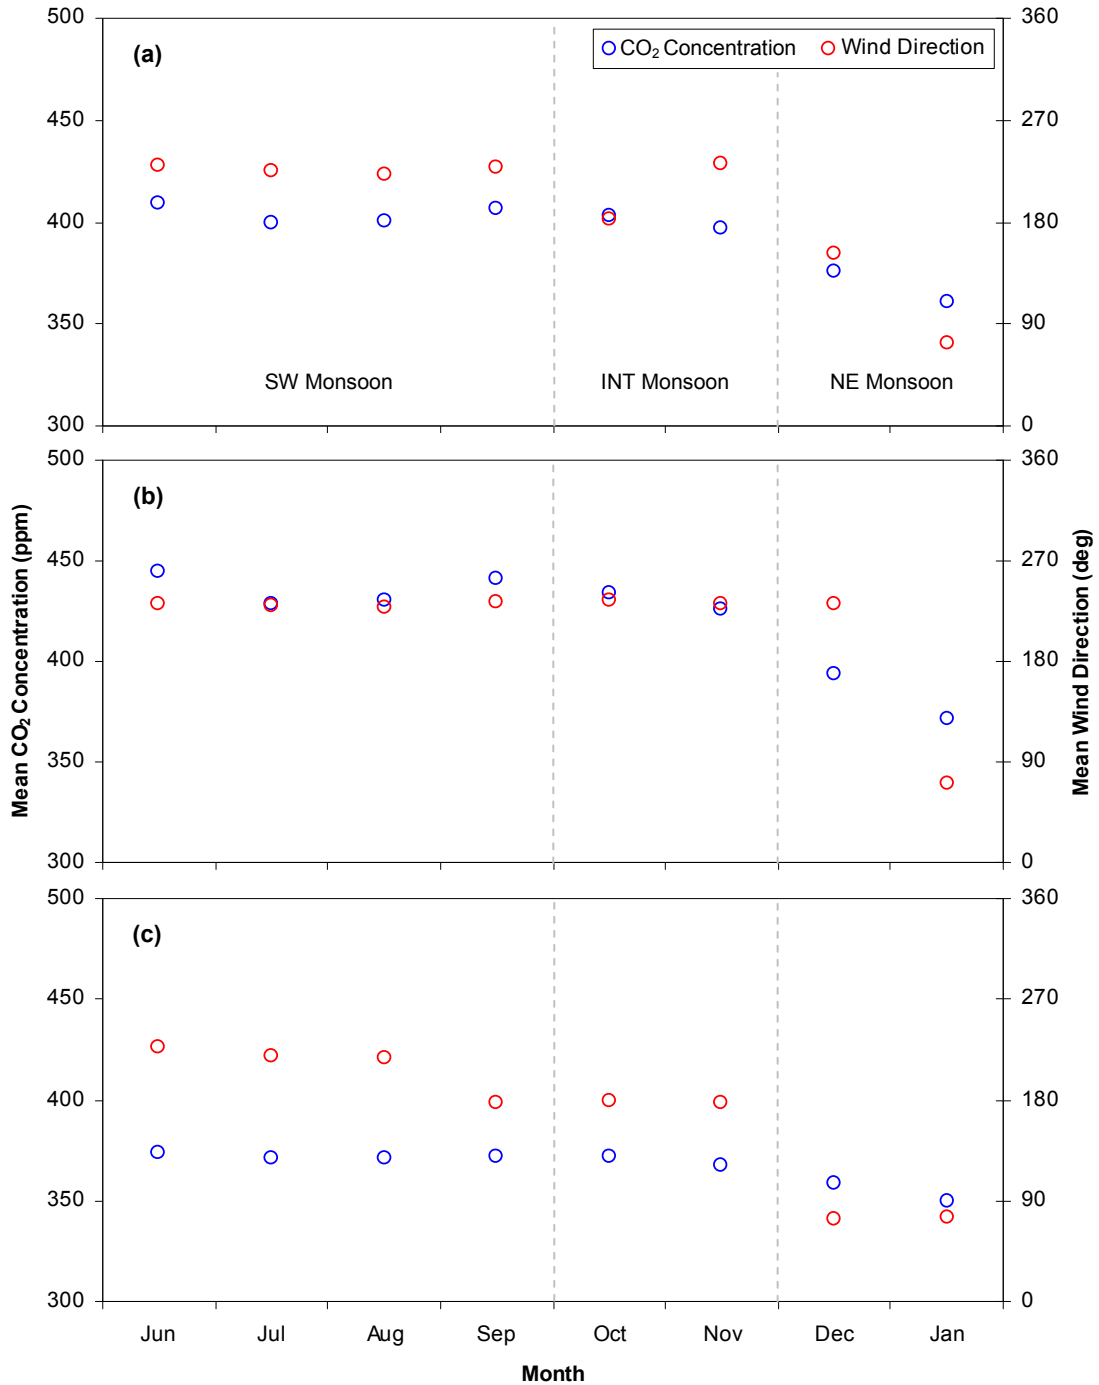 500
450
400
350
300
(a)
CO₂ Concentration
Wind Direction
360
270
180
90
0
SW Monsoon
INT Monsoon
NE Monsoon
500
450
400
350
300
(b)
360
270
180
90
0
Mean CO₂ Concentration (ppm)
Mean Wind Direction (deg)
500
450
400
350
300
(c)
360
270
180
90
0
Jun Jul Aug Sep Oct Nov Dec Jan
Month